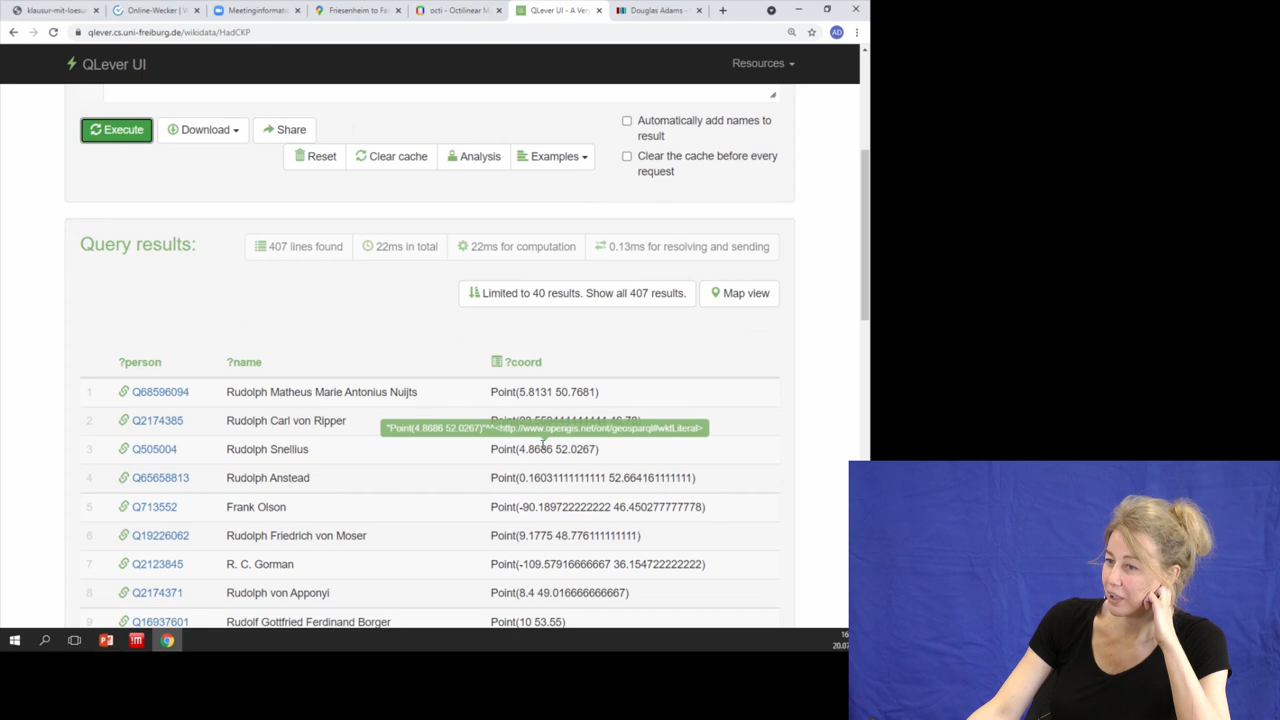 klausur-mit-loesu
Online-Wecker | W
Meetinginformatio
Friesenheim to Fa
octi - Octilinear M
QLever UI - A Ver
Douglas Adams -
qlever.cs.uni-freiburg.de/wikidata/HadCKP
AD
QLever UI
Resources
Execute
Download
Share
Automatically add names to
result
Reset
Clear cache
Analysis
Examples
Clear the cache before every
request
Query results:
407 lines found
22ms in total
22ms for computation
0.13ms for resolving and sending
Limited to 40 results. Show all 407 results.
Map view
?person ?name ?coord
1 Q68596094 Rudolph Matheus Marie Antonius Nuijts Point(5.8131 50.7681)
2 Q2174385 Rudolph Carl von Ripper
"Point(4.8686 52.0267)"^^<http://www.opengis.net/ont/geosparql#wktLiteral>
3 Q505004 Rudolph Snellius Point(4.8686 52.0267)
4 Q65658813 Rudolph Anstead Point(0.16031111111111 52.664161111111)
5 Q713552 Frank Olson Point(-90.189722222222 46.450277777778)
6 Q19226062 Rudolph Friedrich von Moser Point(9.1775 48.776111111111)
7 Q2123845 R. C. Gorman Point(-109.57916666667 36.154722222222)
8 Q2174371 Rudolph von Apponyi Point(8.4 49.016666666667)
9 Q16937601 Rudolf Gottfried Ferdinand Borger Point(10 53.55)
16
20.07